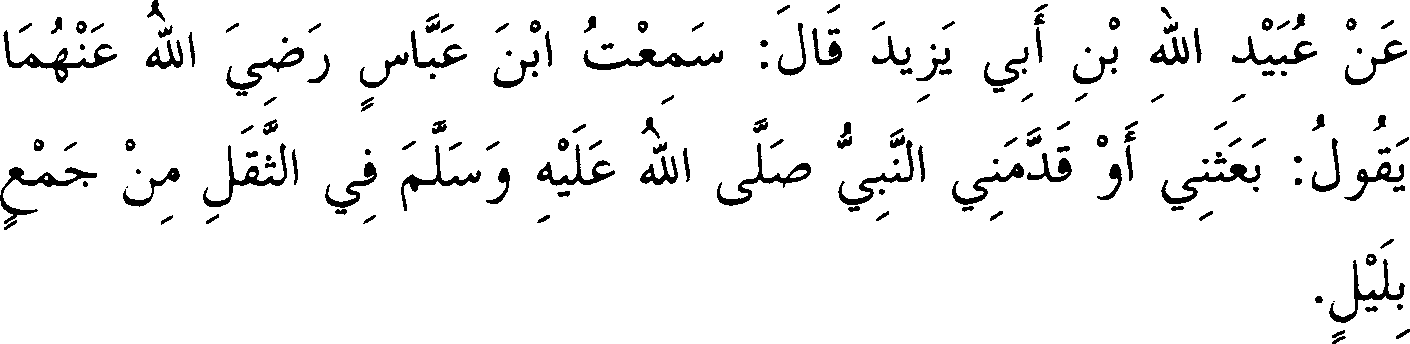 عَنْ عُبَيْدِ اللهِ بْنِ أَبِي يَزِيدَ قَالَ: سَمِعْتُ ابْنَ عَبَّاسٍ رَضِيَ اللهُ عَنْهُمَا
يَقُولُ: بَعَثَنِي أَوْ قَدَّمَنِي النَّبِيُّ صَلَّى اللهُ عَلَيْهِ وَسَلَّمَ فِي الثَّقَلِ مِنْ جَمْعٍ
بِلَيْلٍ.